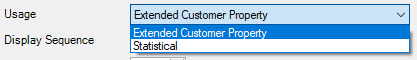 Usage Extended Customer Property
Extended Customer Property
Display Sequence Statistical